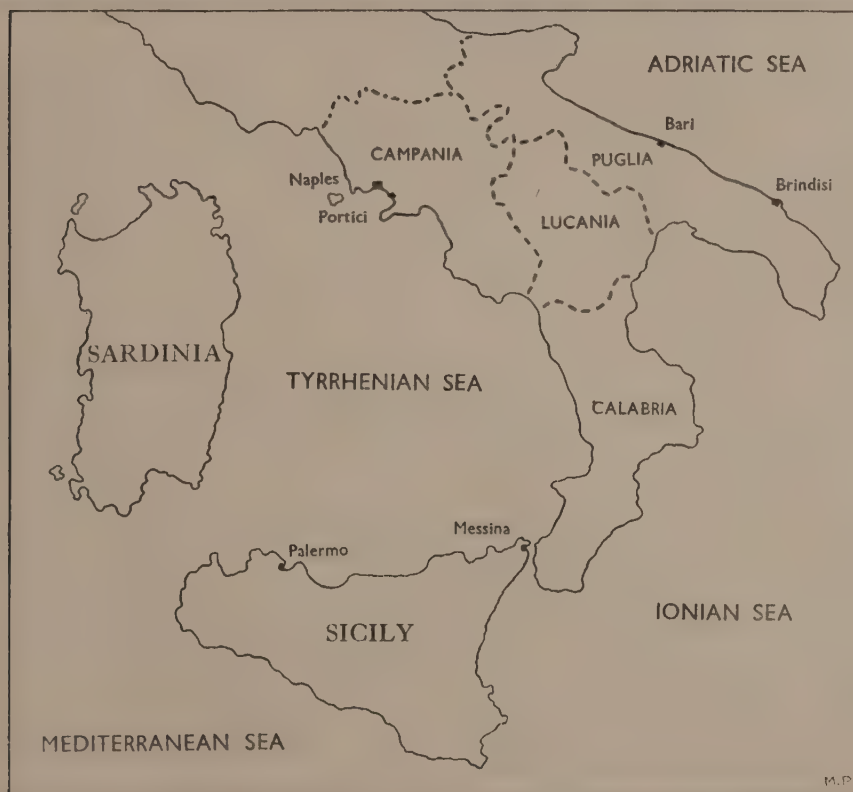 ADRIATIC SEA
Bari
CAMPANIA
PUGLIA
Naples
Brindisi
Portici
LUCANIA
SARDINIA
TYRRHENIAN SEA
CALABRIA
Messina
Palermo
IONIAN SEA
SICILY
MEDITERRANEAN SEA
M.P